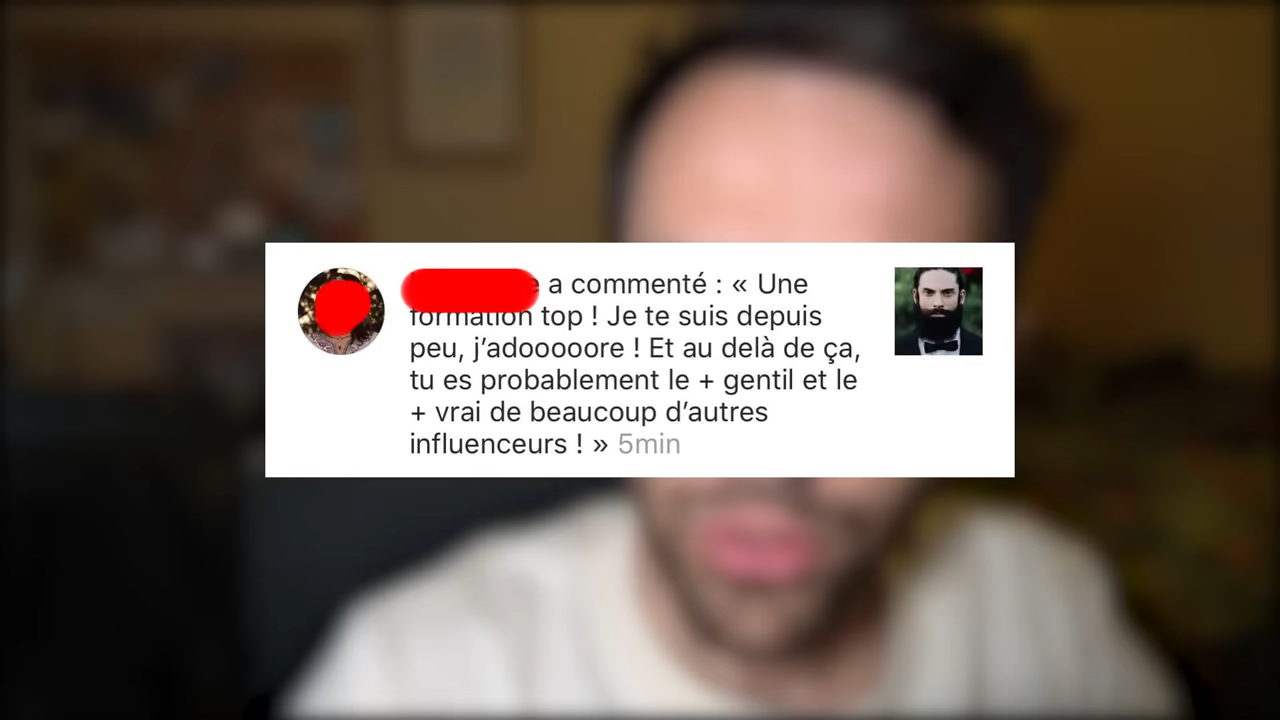 a commenté : « Une
formation top ! Je te suis depuis
peu, j’adooooore ! Et au delà de ça,
tu es probablement le + gentil et le
+ vrai de beaucoup d’autres
influenceurs ! » 5min